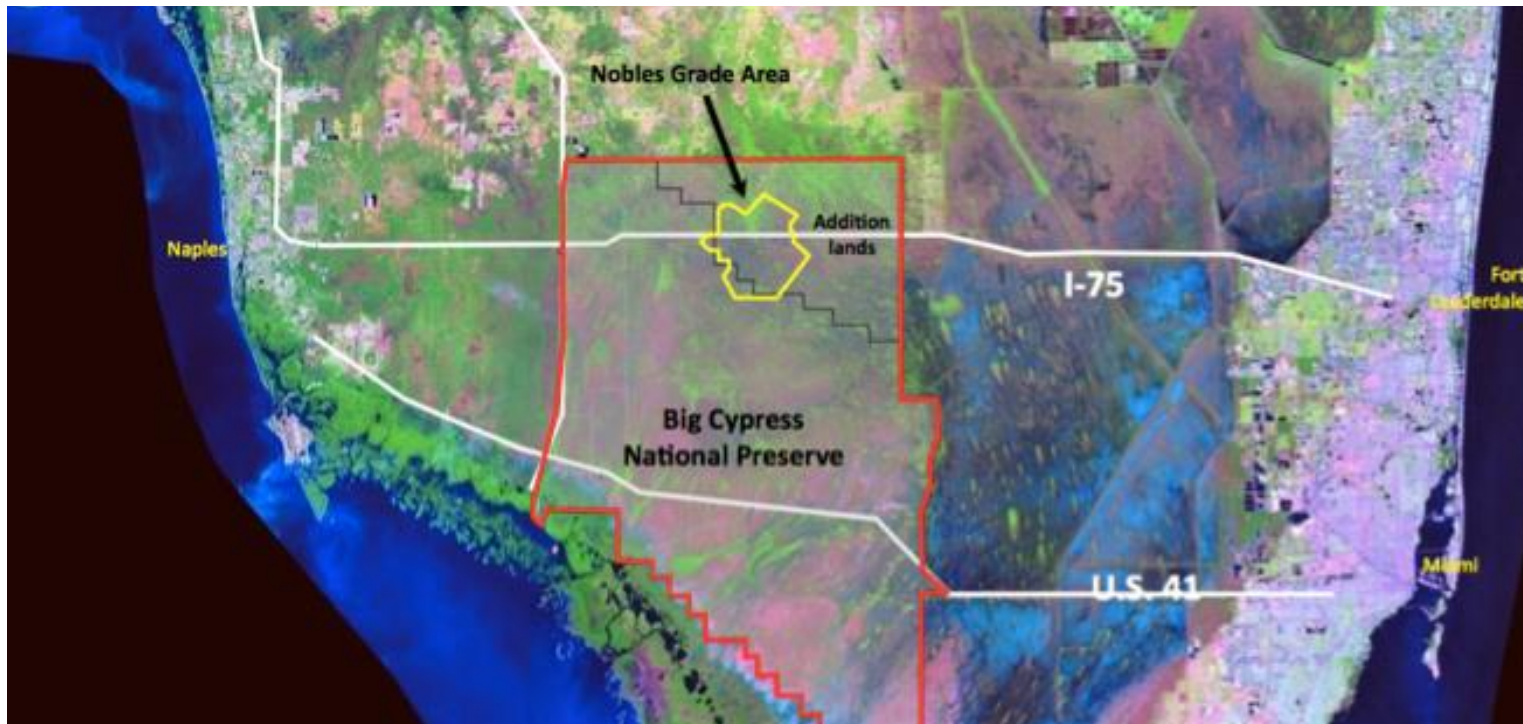 Nobles Grade Area
Addition
lands
Naples
I-75
Fort
Lauderdale
Big Cypress
National Preserve
Miami
U.S. 41